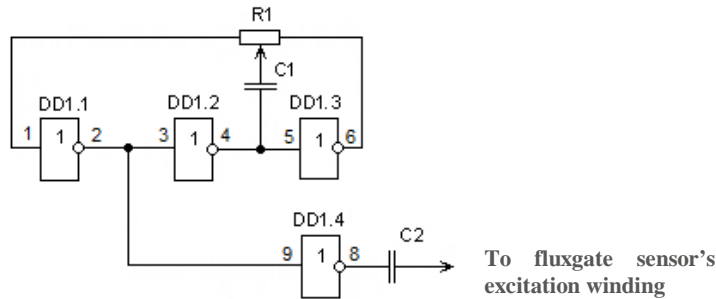 R1
C1
DD1.1 DD1.2 DD1.3
1 1 2 3 1 4 5 1 6
DD1.4
C2
9 1 8
To fluxgate sensor's
excitation winding